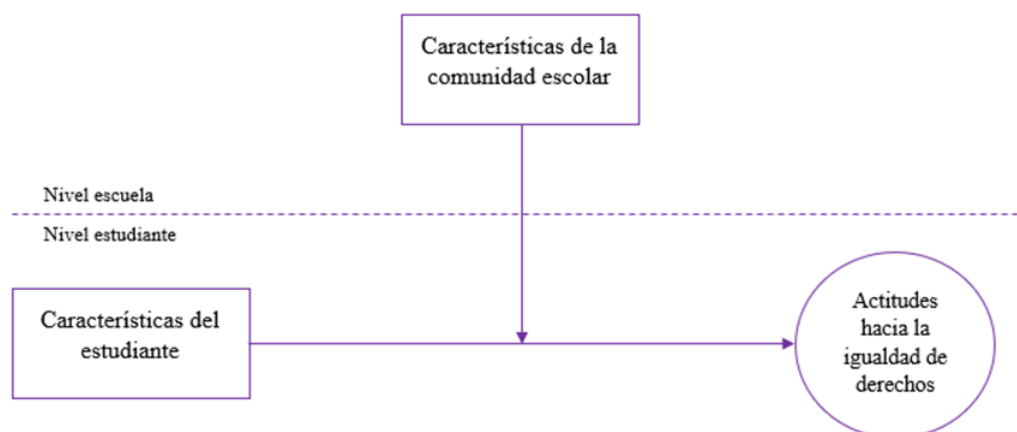 Características de la
comunidad escolar
Nivel escuela
Nivel estudiante
Características del
estudiante
Actitudes
hacia la
igualdad de
derechos